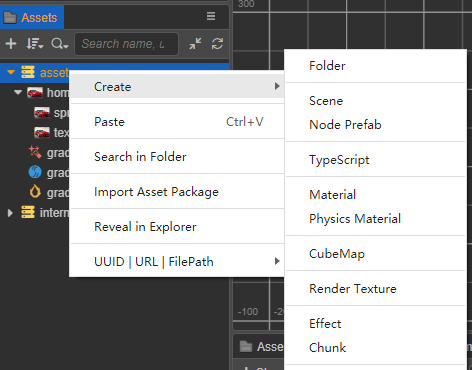 Assets
Search name, u
asset
hom
spr
tex
grad
grad
grad
intern
Create
Paste Ctrl+V
Search in Folder
Import Asset Package
Reveal in Explorer
UUID | URL | FilePath
Folder
Scene
Node Prefab
TypeScript
Material
Physics Material
CubeMap
Render Texture
Effect
Chunk
300
-100 -80
Asse